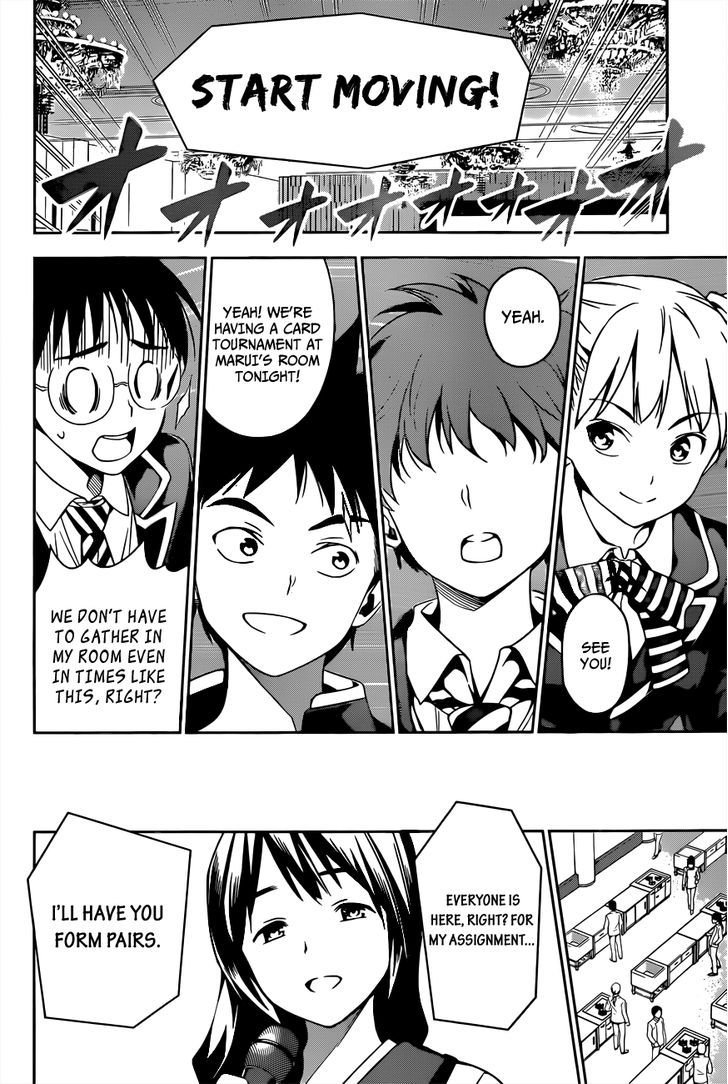 START MOVING!
オオオオオオオオ
SEE
YOU!
YEAH.
YEAH! WE'RE
HAVING A CARD
TOURNAMENT AT
MARUI'S ROOM
TONIGHT!
WE DON'T HAVE
TO GATHER IN
MY ROOM EVEN
IN TIMES LIKE
THIS, RIGHT?
EVERYONE IS
HERE, RIGHT? FOR
MY ASSIGNMENT...
I'LL HAVE YOU
FORM PAIRS.